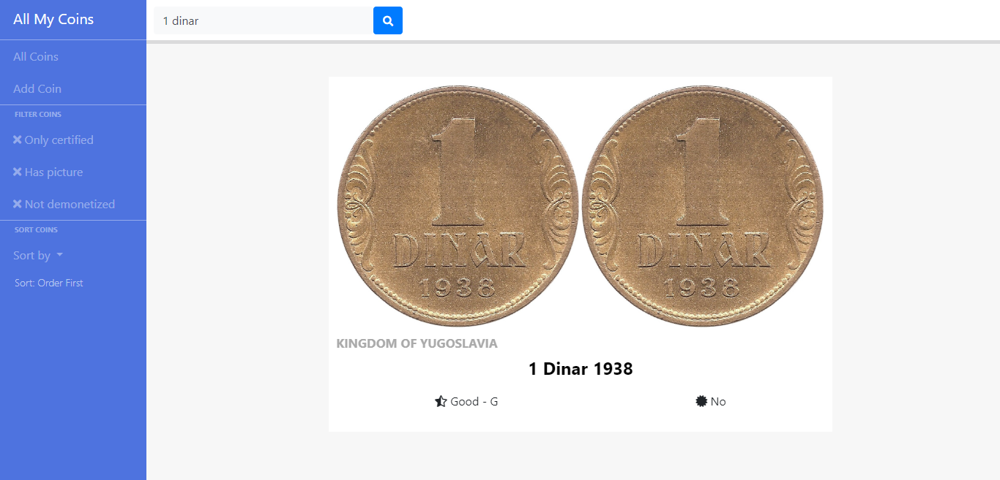 All My Coins
1 dinar
All Coins
Add Coin
FILTER COINS
Only certified
Has picture
Not demonetized
SORT COINS
Sort by
Sort: Order First
1
DINAR
1938
1
DINAR
1938
KINGDOM OF YUGOSLAVIA
1 Dinar 1938
Good - G
No